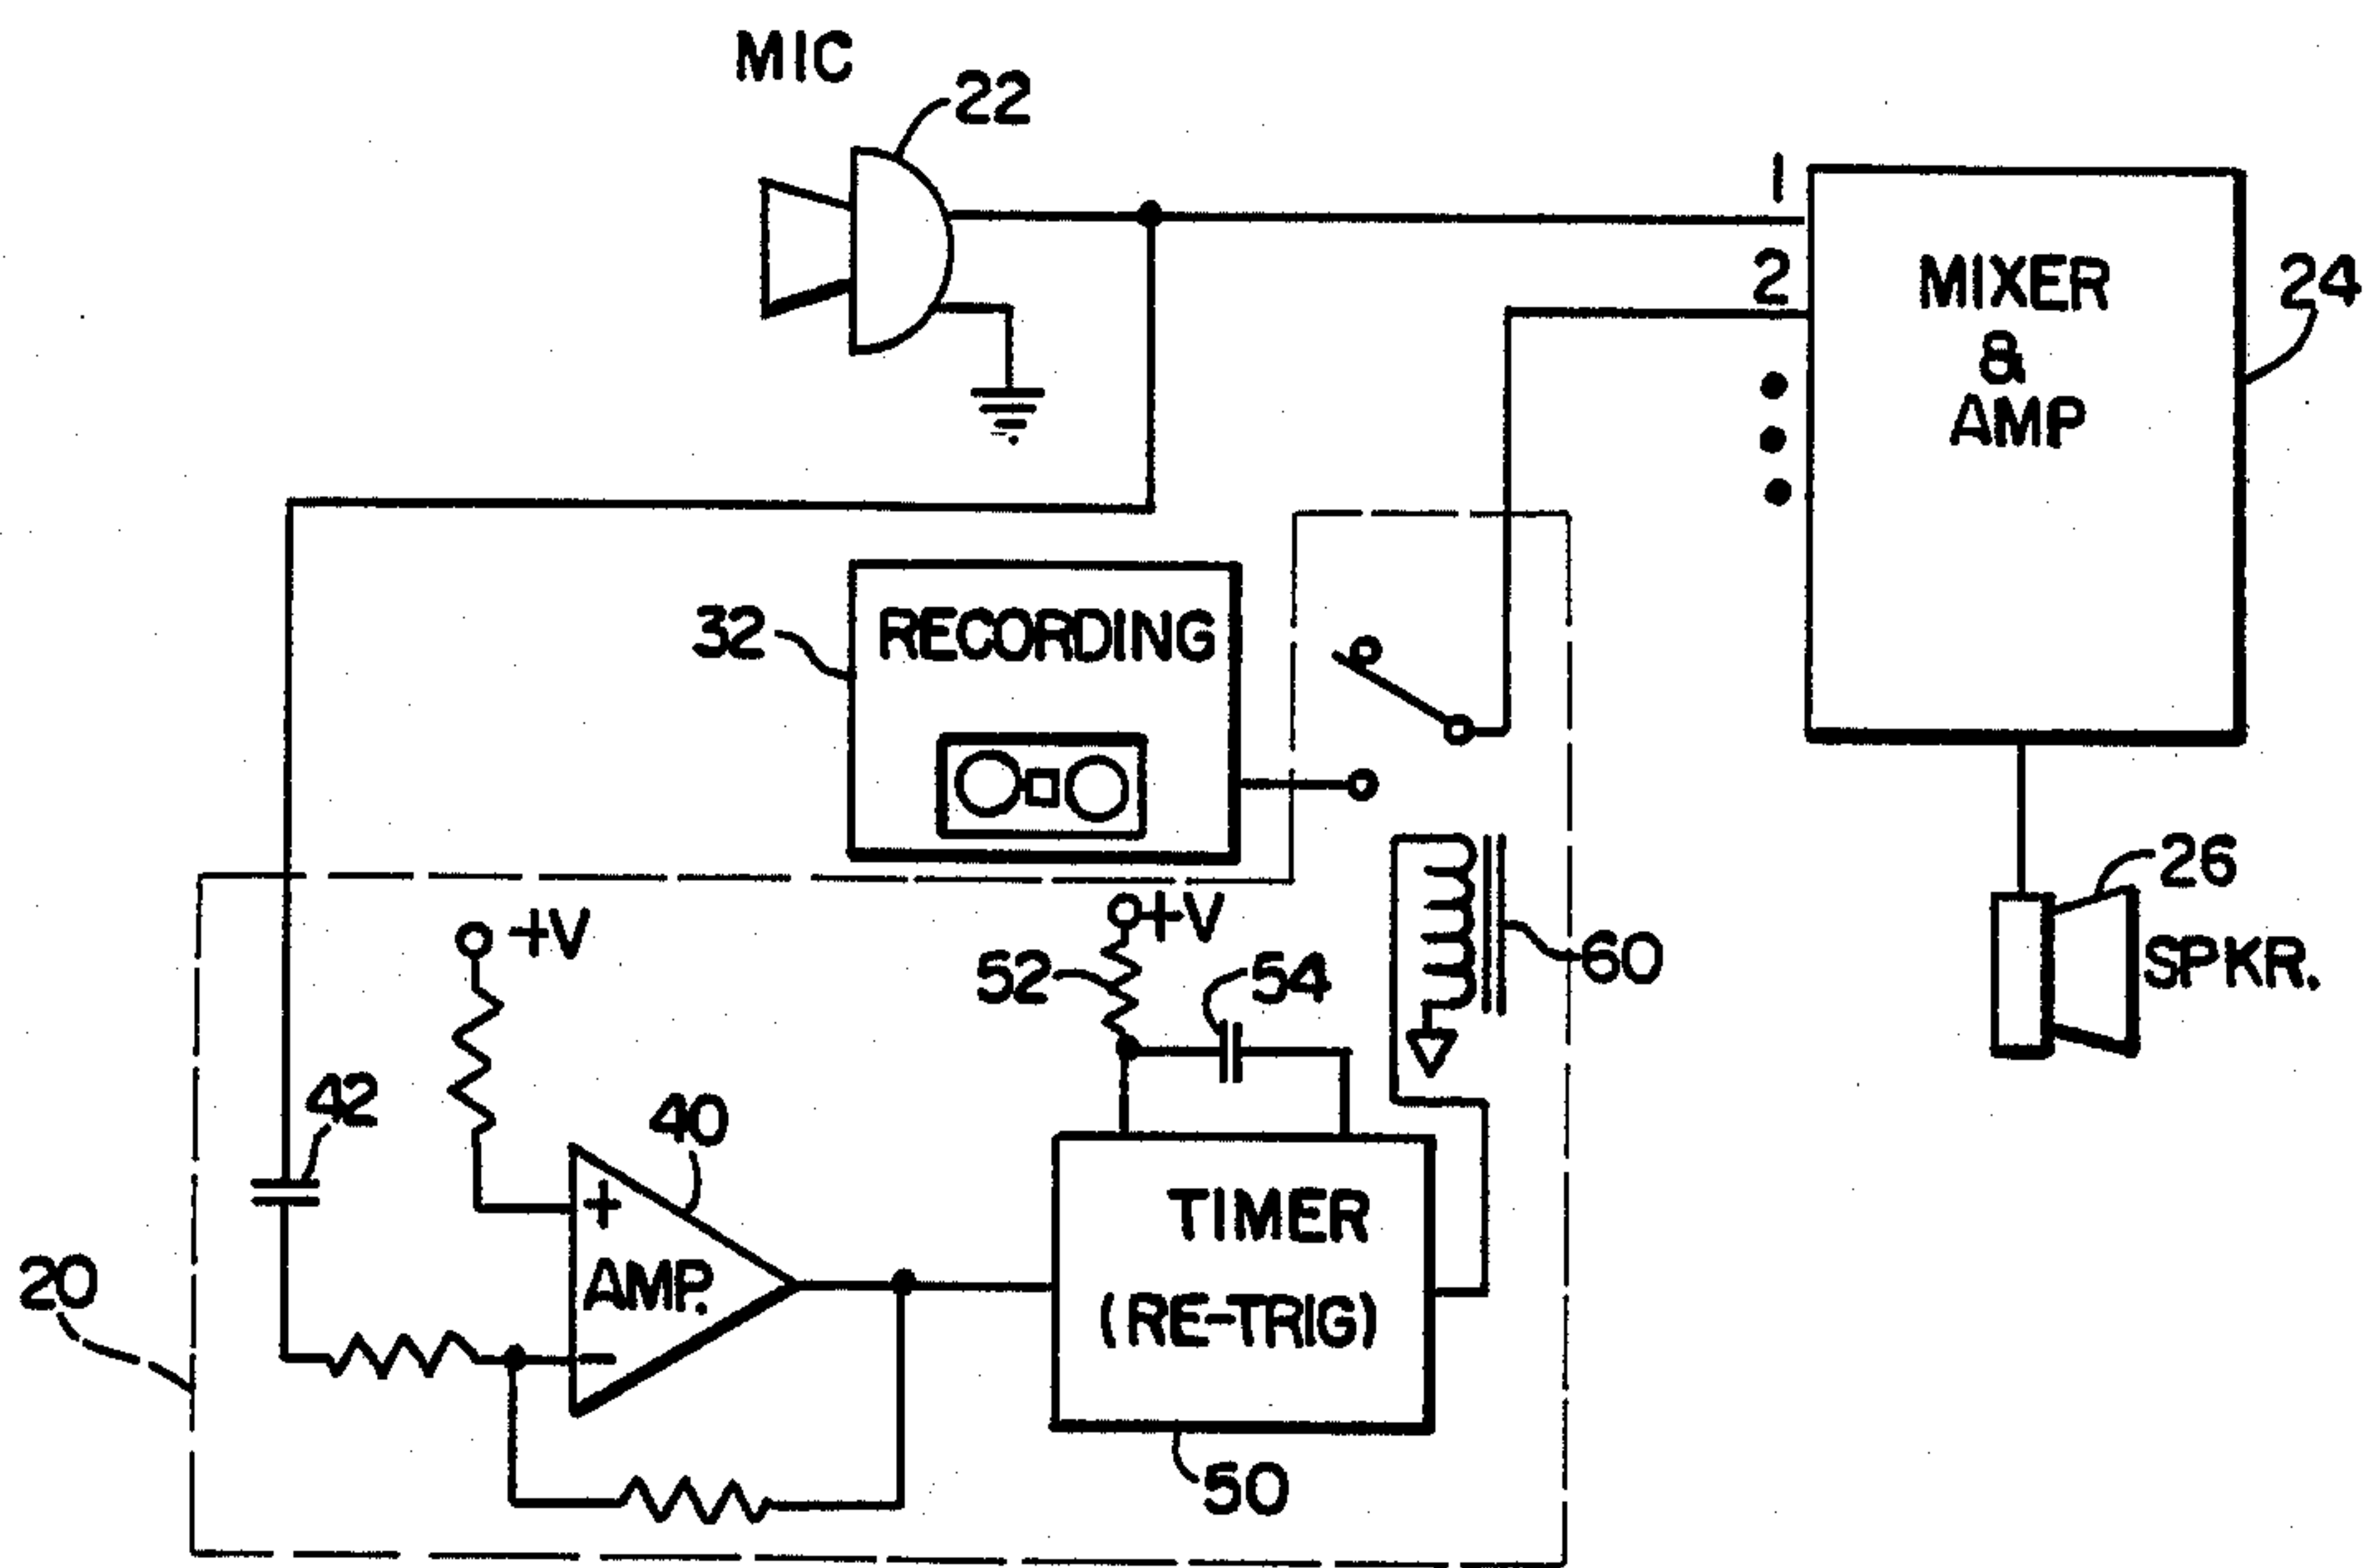 MIC
22
1
2
MIXER
&
AMP
24
32
RECORDING
+V
+V
52
54
60
26
SPKR.
42
40
+
AMP.
−
TIMER
(RE-TRIG)
20
50